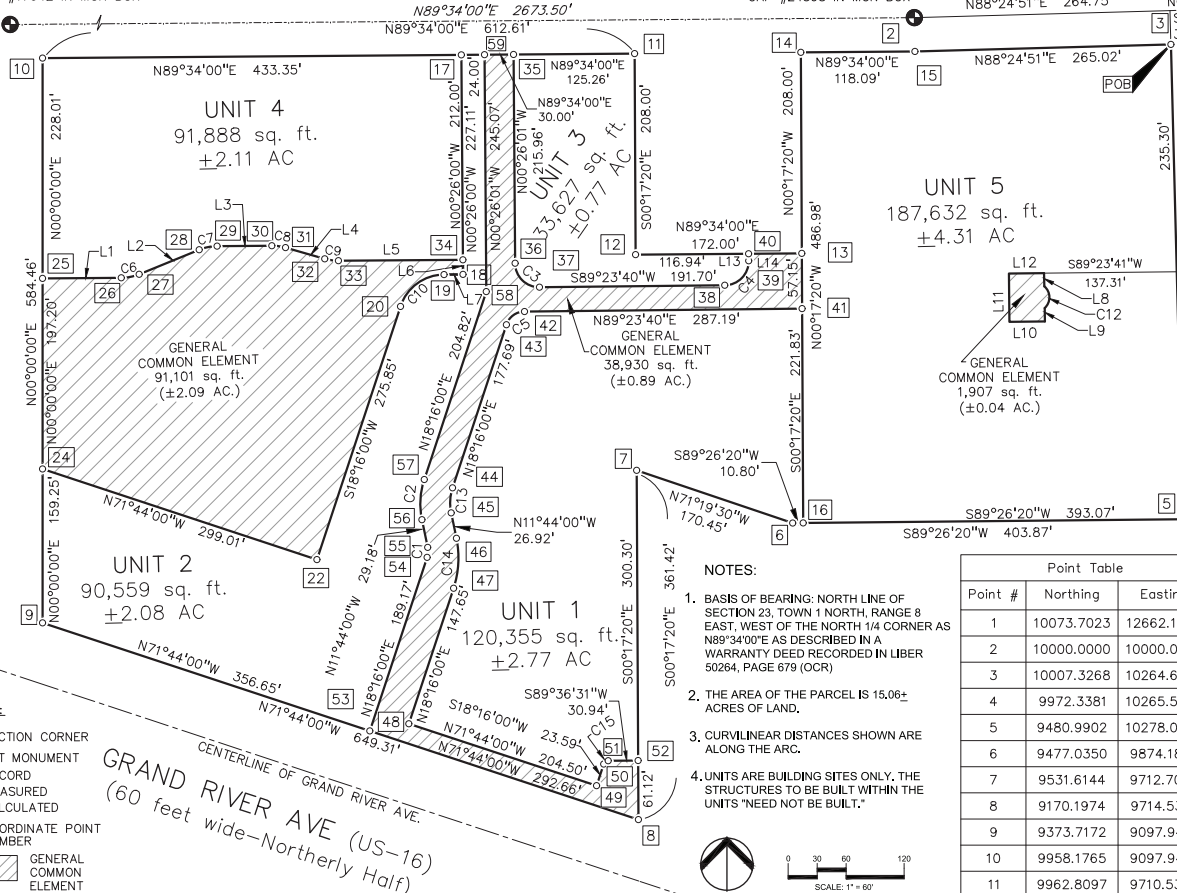 N89°34'00"E 2673.50'
N88°24'51"E 264.75'
N89°34'00"E 612.61'
10
N89°34'00"E 433.35'
17
24.00
59
35
N89°34'00"E
125.26'
11
14
2
N89°34'00"E
118.09'
15
N88°24'51"E 265.02'
3
POB
N89°34'00"E
30.00'
228.01'
N00°00'00"E
UNIT 4
91,888 sq. ft.
±2.11 AC
212.00'
N00°26'00"W
227.11'
N00°26'00"W
245.07'
N00°26'01"W
N00°26'01"W
215.96'
UNIT 3
33,627 sq. ft.
±0.77 AC
208.00'
S00°17'20"E
208.00'
N00°17'20"W
486.98'
235.30'
UNIT 5
187,632 sq. ft.
±4.31 AC
L3
L1
L2
28
C7
29
30
C8
31
L4
C9
32
33
L5
34
25
26
C6
27
L6
18
19
L7
C10
20
58
36
37
C3
12
N89°34'00"E
172.00'
116.94'
L13
40
L14
C4
39
38
13
S89°23'40"W 191.70'
57.15'
N00°17'20"W
41
42
C5
43
N89°23'40"E 287.19'
GENERAL
COMMON ELEMENT
38,930 sq. ft.
(±0.89 AC.)
L12
S89°23'41"W
137.31'
L11
L8
C12
L9
L10
GENERAL
COMMON ELEMENT
1,907 sq. ft.
(±0.04 AC.)
584.46'
N00°00'00"E
197.20'
N00°00'00"E
GENERAL
COMMON ELEMENT
91,101 sq. ft.
(±2.09 AC.)
275.85'
S18°16'00"W
204.82'
N18°16'00"E
177.69'
N18°16'00"E
221.83'
S00°17'20"E
24
N71°44'00"W
299.01'
22
57
C2
56
44
C13
45
N11°44'00"W
26.92'
55
C1
54
46
C14
47
29.18'
N11°44'00"W
7
N71°19'30"W
170.45'
S89°26'20"W
10.80'
6
16
S89°26'20"W 393.07'
S89°26'20"W 403.87'
5
159.25'
N00°00'00"E
9
UNIT 2
90,559 sq. ft.
±2.08 AC
N71°44'00"W 356.65'
N71°44'00"W 649.31'
53
189.17'
N18°16'00"E
147.65'
N18°16'00"E
48
UNIT 1
120,355 sq. ft.
±2.77 AC
300.30'
S00°17'20"E
361.42'
S00°17'20"E
S89°36'31"W
30.94'
S18°16'00"W
23.59'
C15
51
52
50
49
N71°44'00"W 204.50'
N71°44'00"W 292.66'
61.12'
8
CENTERLINE OF GRAND RIVER AVE.
GRAND RIVER AVE (US-16)
(60 feet wide-Northerly Half)
GENERAL
COMMON
ELEMENT
NOTES:
1. BASIS OF BEARING: NORTH LINE OF
SECTION 23, TOWN 1 NORTH, RANGE 8
EAST, WEST OF THE NORTH 1/4 CORNER AS
N89°34'00"E AS DESCRIBED IN A
WARRANTY DEED RECORDED IN LIBER
50264, PAGE 679 (OCR)
2. THE AREA OF THE PARCEL IS 15.06±
ACRES OF LAND.
3. CURVILINEAR DISTANCES SHOWN ARE
ALONG THE ARC.
4. UNITS ARE BUILDING SITES ONLY. THE
STRUCTURES TO BE BUILT WITHIN THE
UNITS "NEED NOT BE BUILT."
0 30 60 120
SCALE: 1" = 60'
Point Table
Point # Northing Eastin
1 10073.7023 12662.1
2 10000.0000 10000.0
3 10007.3268 10264.6
4 9972.3381 10265.5
5 9480.9902 10278.0
6 9477.0350 9874.18
7 9531.6144 9712.70
8 9170.1974 9714.53
9 9373.7172 9097.9
10 9958.1765 9097.9
11 9962.8097 9710.53